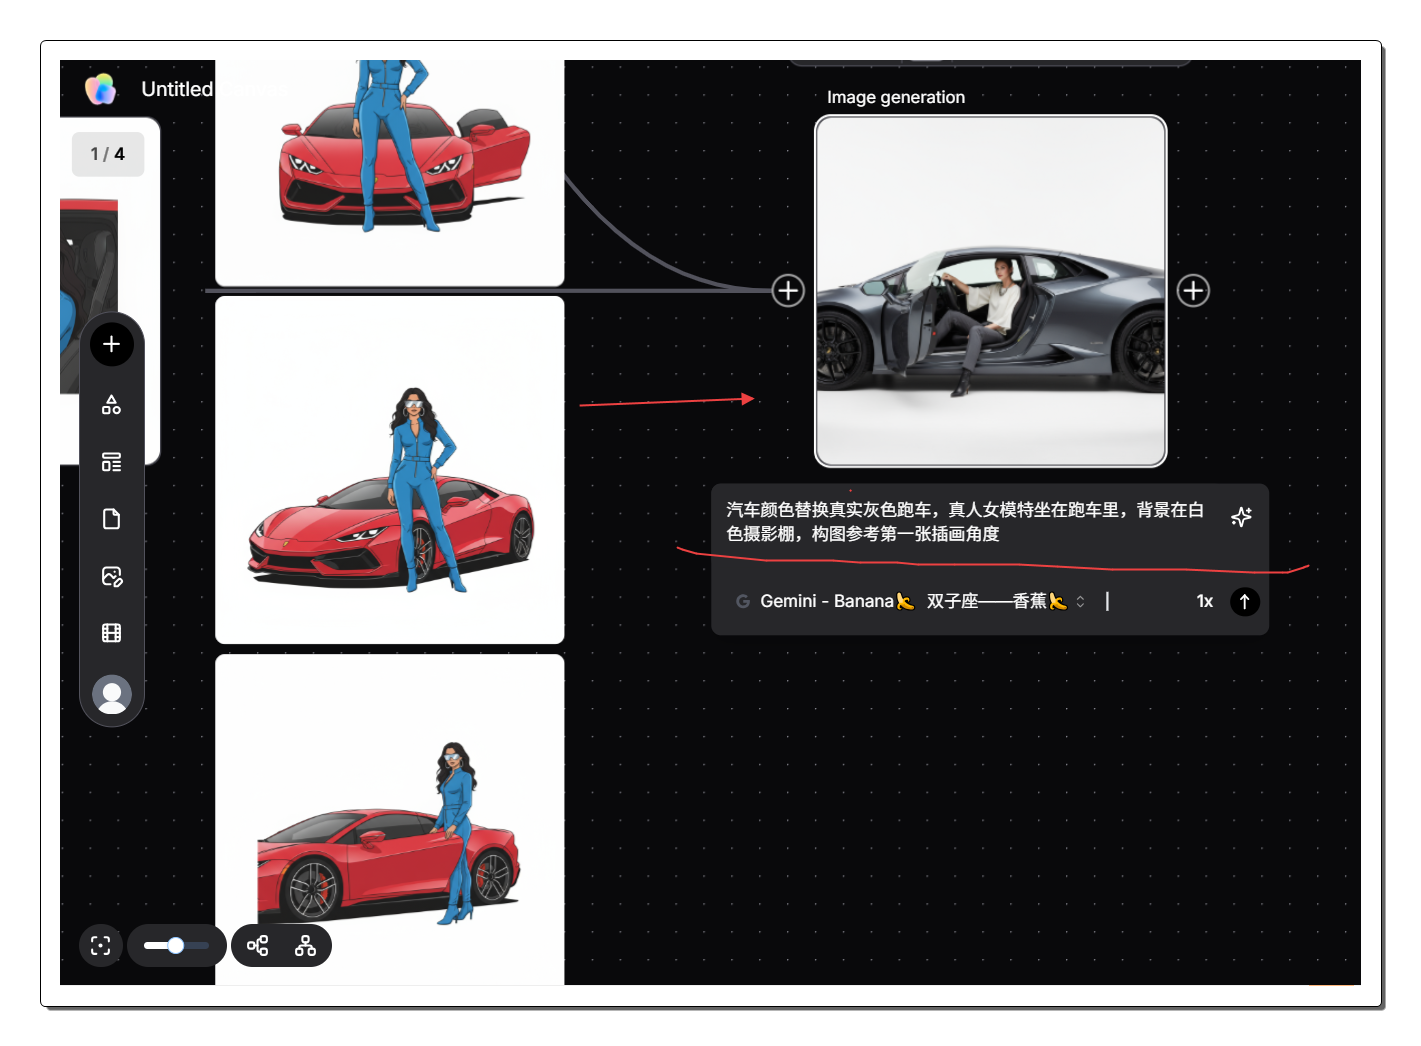 Untitled
1 / 4
Image generation
汽车颜色替换真实灰色跑车，真人女模特坐在跑车里，背景在白
色摄影棚，构图参考第一张插画角度
G Gemini - Banana🍌 双子座——香蕉🍌
1x